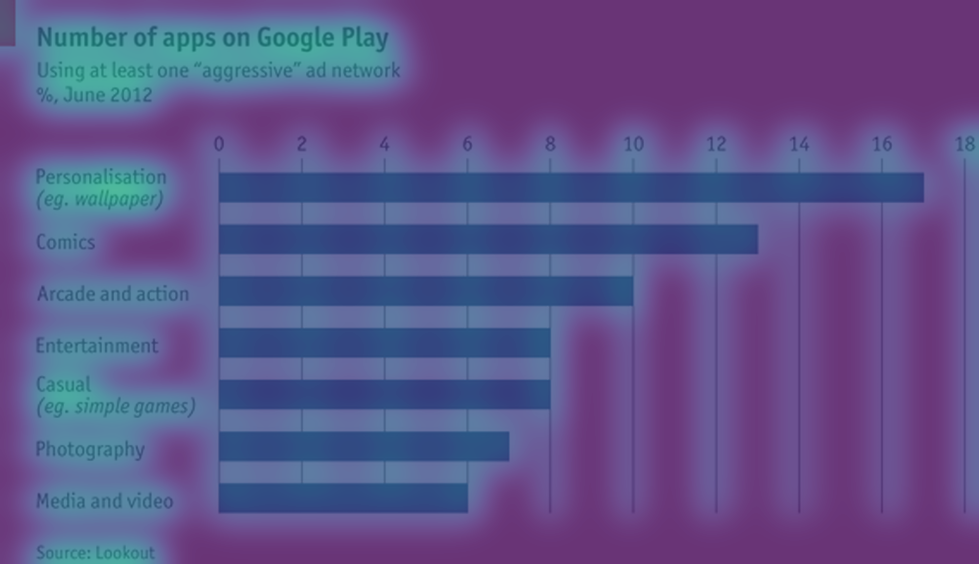 Number of apps on Google Play
Using at least one “aggressive” ad network
%, June 2012
0 2 4 6 8 10 12 14 16 18
Personalisation
(eg. wallpaper)
Comics
Arcade and action
Entertainment
Casual
(eg. simple games)
Photography
Media and video
Source: Lookout